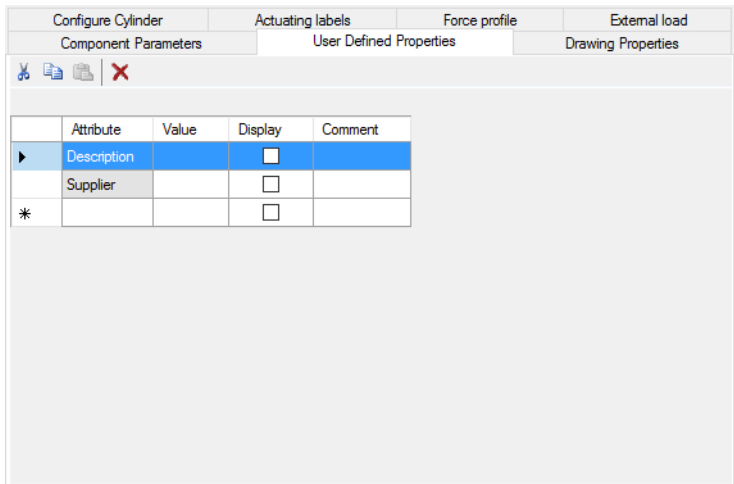 Configure Cylinder Actuating labels Force profile External load
Component Parameters User Defined Properties Drawing Properties
Attribute Value Display Comment
Description
Supplier